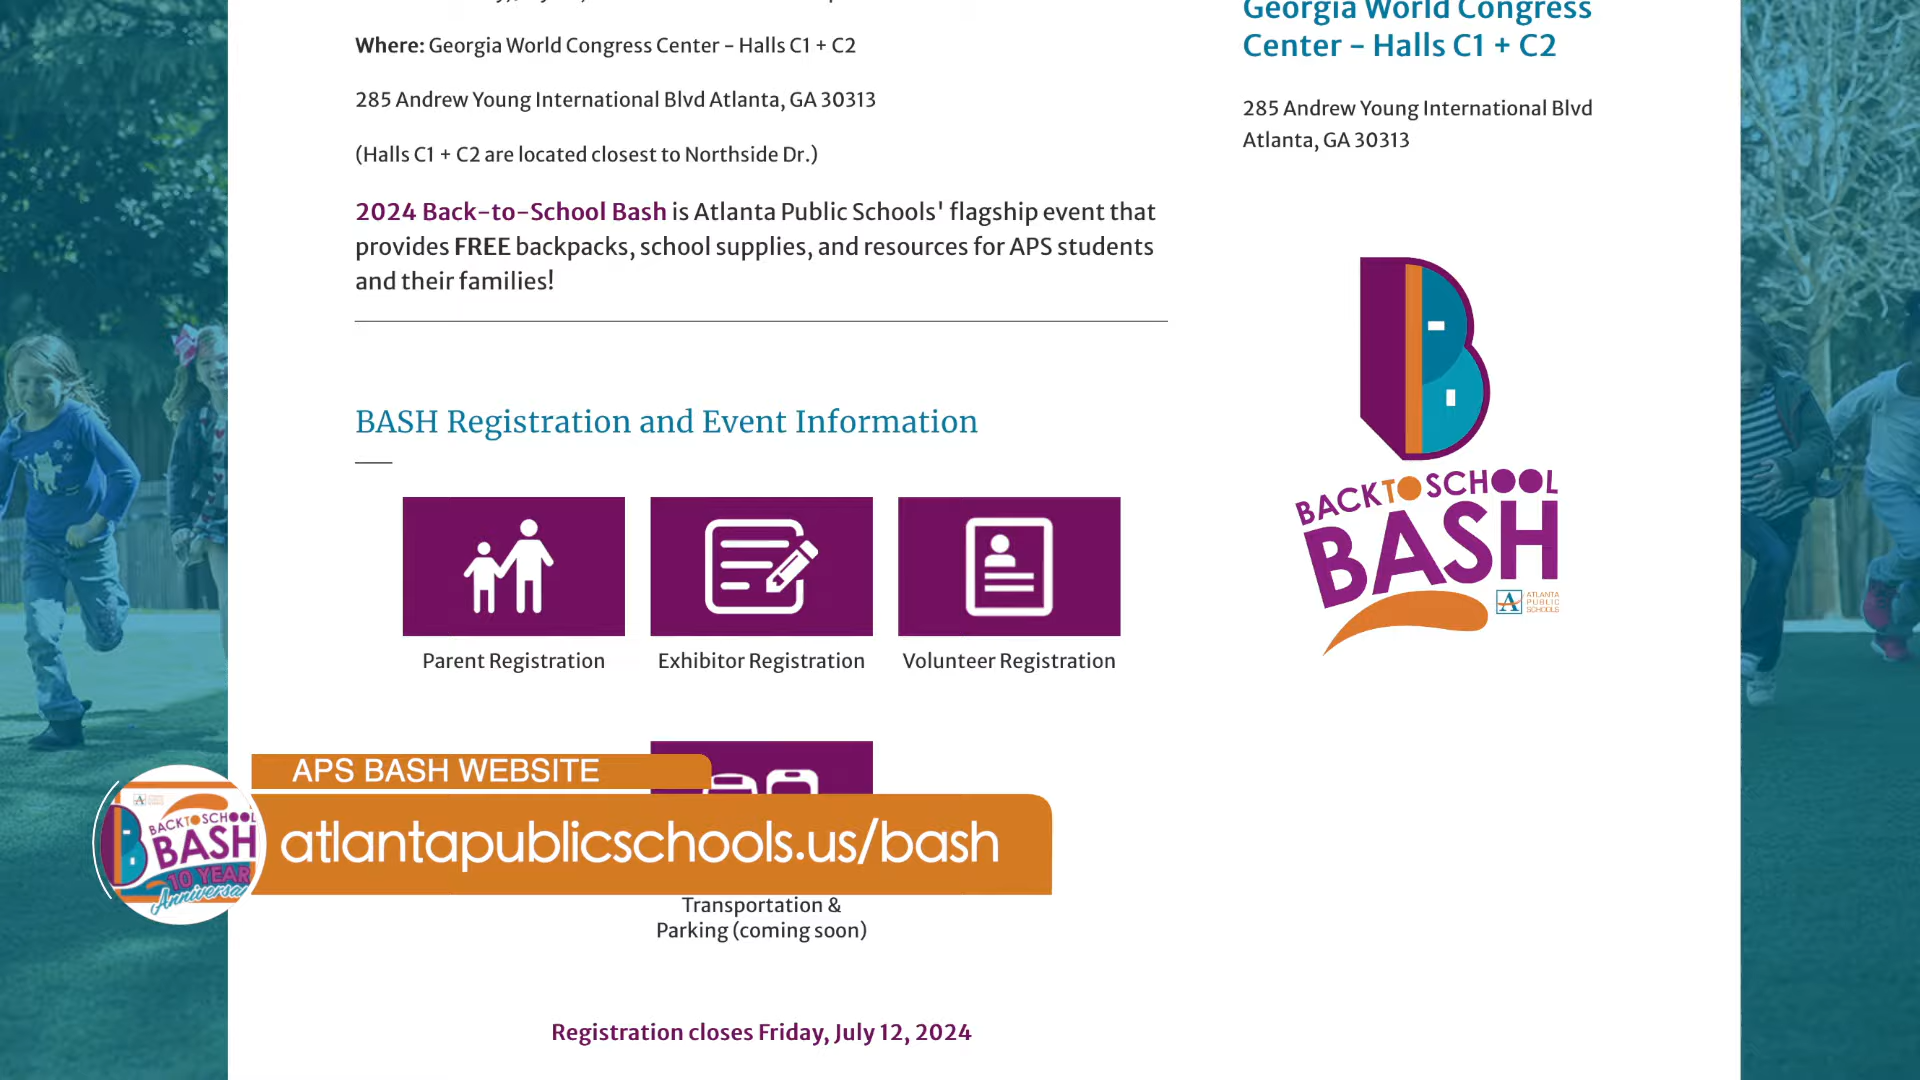 Where: Georgia World Congress Center – Halls C1 + C2
285 Andrew Young International Blvd Atlanta, GA 30313
(Halls C1 + C2 are located closest to Northside Dr.)
2024 Back-to-School Bash is Atlanta Public Schools' flagship event that
provides FREE backpacks, school supplies, and resources for APS students
and their families!
BASH Registration and Event Information
Parent Registration
Exhibitor Registration
Volunteer Registration
Transportation &
Parking (coming soon)
Registration closes Friday, July 12, 2024
Georgia World Congress
Center – Halls C1 + C2
285 Andrew Young International Blvd
Atlanta, GA 30313
BACK TO SCHOOL
BASH
ATLANTA
PUBLIC
SCHOOLS
APS BASH WEBSITE
atlantapublicschools.us/bash
BACK TO SCHOOL
BASH
10 YEAR
Anniversary